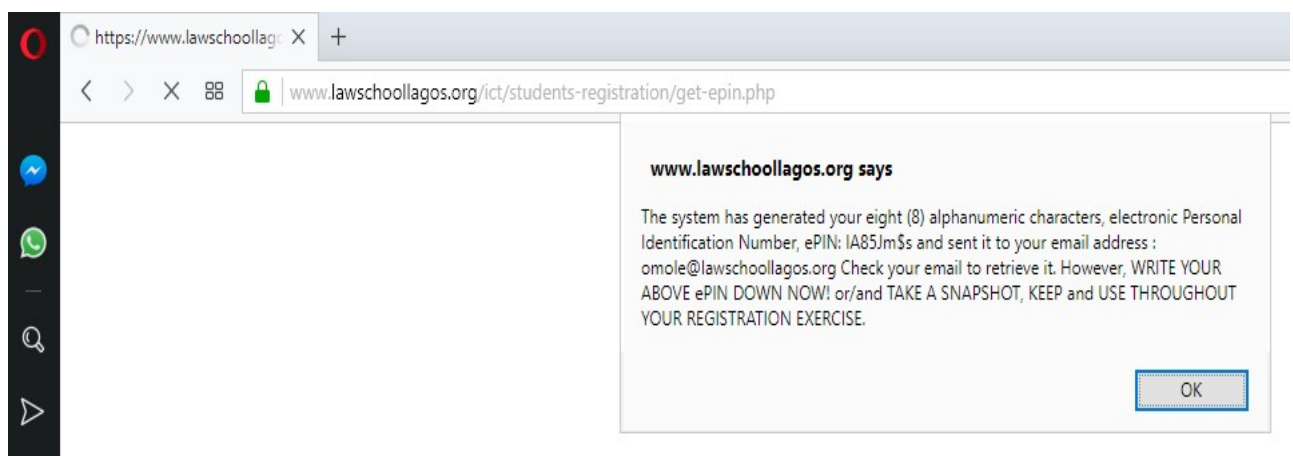 https://www.lawschoollago
www.lawschoollagos.org/ict/students-registration/get-epin.php
www.lawschoollagos.org says
The system has generated your eight (8) alphanumeric characters, electronic Personal
Identification Number, ePIN: IA85Jm$s and sent it to your email address :
omole@lawschoollagos.org Check your email to retrieve it. However, WRITE YOUR
ABOVE ePIN DOWN NOW! or/and TAKE A SNAPSHOT, KEEP and USE THROUGHOUT
YOUR REGISTRATION EXERCISE.
OK